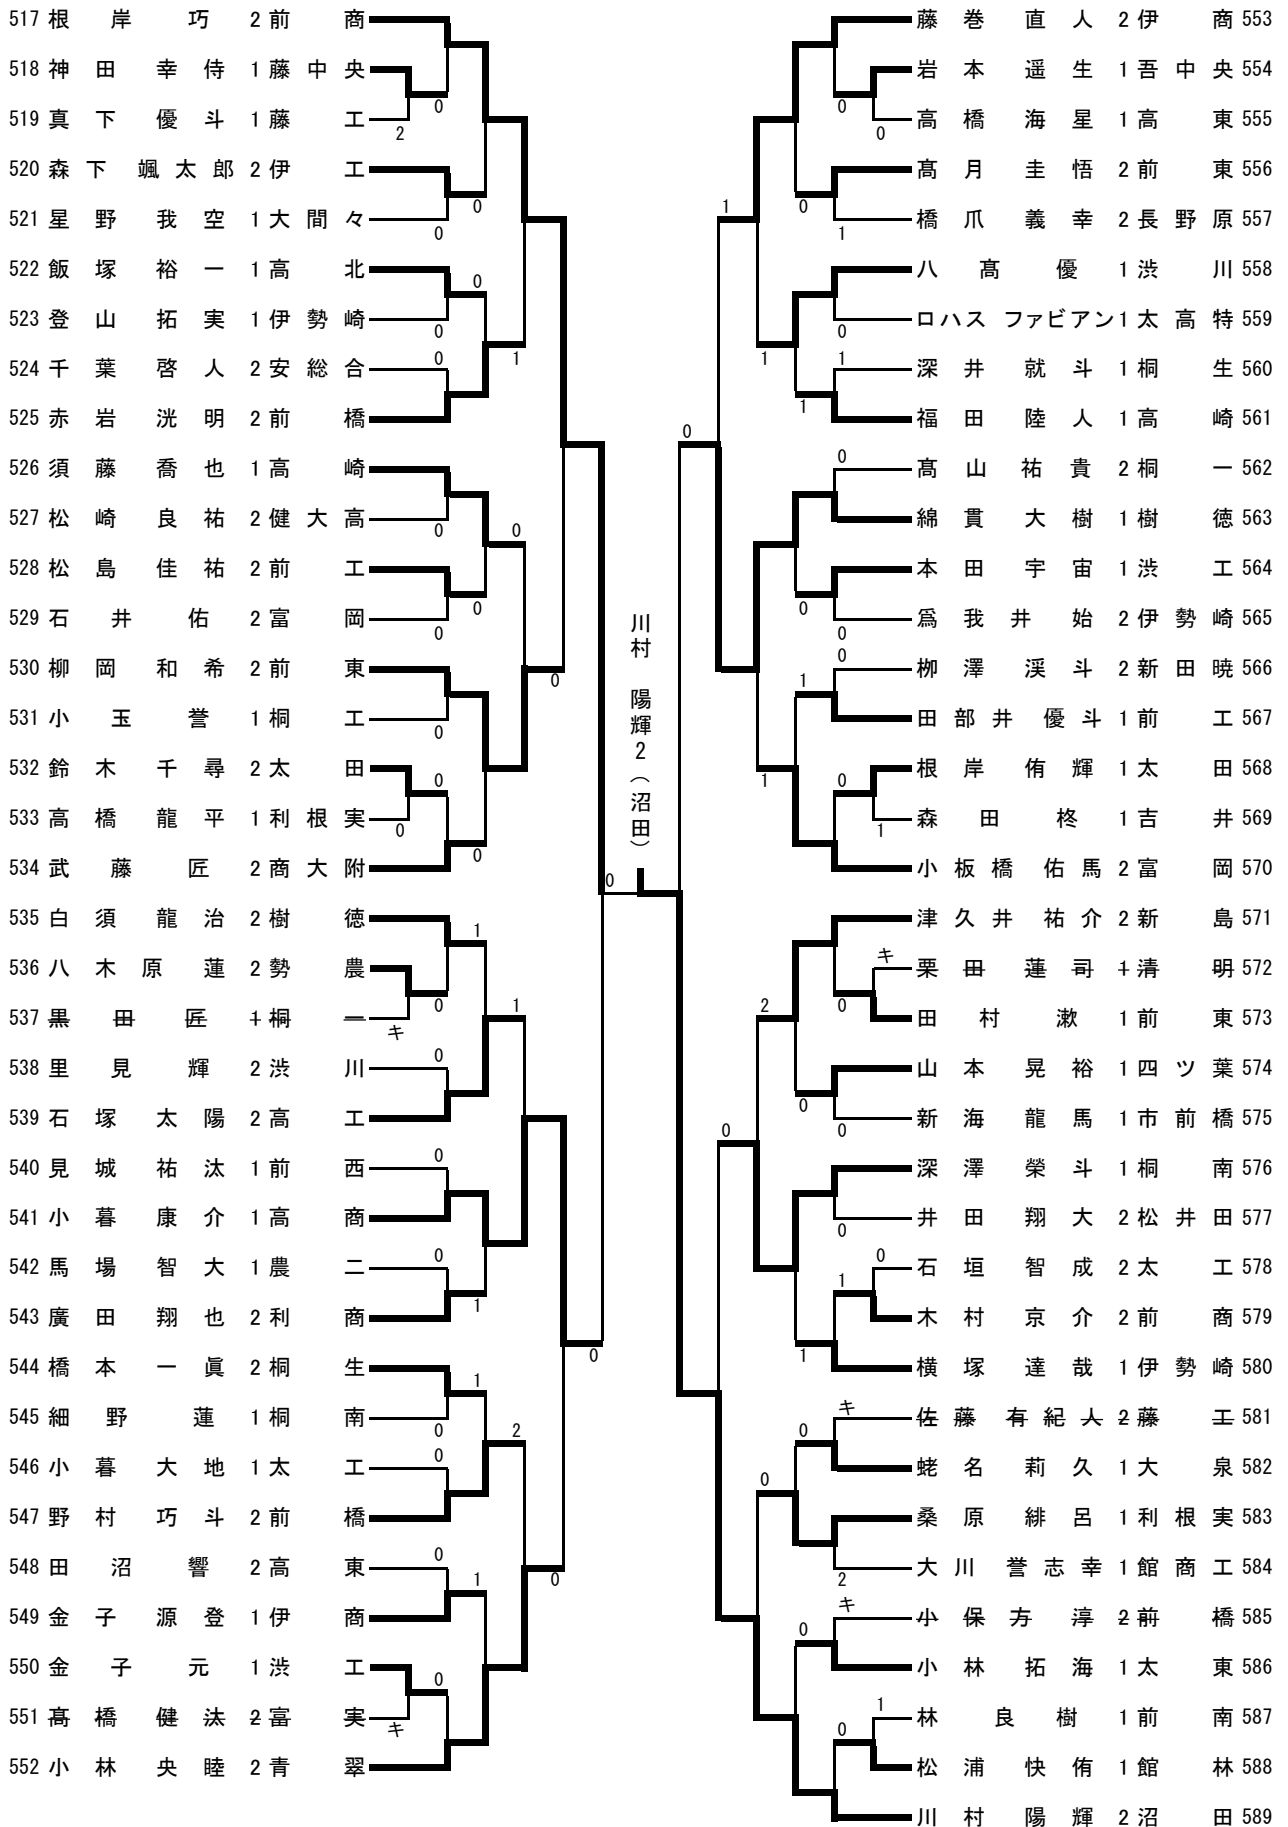 517 根岸 巧 2 前商
518 神田 幸侍 1 藤中央
519 真下 優斗 1 藤工
520 森下 颯太郎 2 伊工
521 星野 我空 1 大間々
522 飯塚 裕一 1 高北
523 登山 拓実 1 伊勢崎
524 千葉 啓人 2 安総合
525 赤岩 洸明 2 前橋
526 須藤 喬也 1 高崎
527 松崎 良祐 2 健大高
528 松島 佳祐 2 前工
529 石井 佑 2 富岡
530 柳岡 和希 2 前東
531 小玉 誉 1 桐工
532 鈴木 千尋 2 太田
533 高橋 龍平 1 利根実
534 武藤 匠 2 商大附
535 白須 龍治 2 樹徳
536 八木原 蓮 2 勢農
537 黒田 匠 1 桐一
538 里見 輝 2 渋川
539 石塚 太陽 2 高工
540 見城 祐汰 1 前西
541 小暮 康介 1 高商
542 馬場 智大 1 農二
543 廣田 翔也 2 利商
544 橋本 一眞 2 桐生
545 細野 蓮 1 桐南
546 小暮 大地 1 太工
547 野村 巧斗 2 前橋
548 田沼 響 2 高東
549 金子 源登 1 伊商
550 金子 元 1 渋工
551 髙橋 健汰 2 富実
552 小林 央睦 2 青翠
川村 陽輝2(沼田)
藤巻 直人 2 伊商 553
岩本 遥生 1 吾中央 554
高橋 海星 1 高東 555
髙月 圭悟 2 前東 556
橋爪 義幸 2 長野原 557
八髙 優 1 渋川 558
ロハス ファビアン 1 太高特 559
深井 就斗 1 桐生 560
福田 陸人 1 高崎 561
髙山 祐貴 2 桐一 562
綿貫 大樹 1 樹徳 563
本田 宇宙 1 渋工 564
爲我井 始 2 伊勢崎 565
栁澤 渓斗 2 新田暁 566
田部井 優斗 1 前工 567
根岸 侑輝 1 太田 568
森田 柊 1 吉井 569
小板橋 佑馬 2 富岡 570
津久井 祐介 2 新島 571
栗田 蓮司 1 清明 572
田村 漱 1 前東 573
山本 晃裕 1 四ツ葉 574
新海 龍馬 1 市前橋 575
深澤 榮斗 1 桐南 576
井田 翔大 2 松井田 577
石垣 智成 2 太工 578
木村 京介 2 前商 579
横塚 達哉 1 伊勢崎 580
佐藤 有紀人 2 藤工 581
蛯名 莉久 1 大泉 582
桑原 緋呂 1 利根実 583
大川 誉志幸 1 館商工 584
小保方 淳 2 前橋 585
小林 拓海 1 太東 586
林 良樹 1 前南 587
松浦 快侑 1 館林 588
川村 陽輝 2 沼田 589